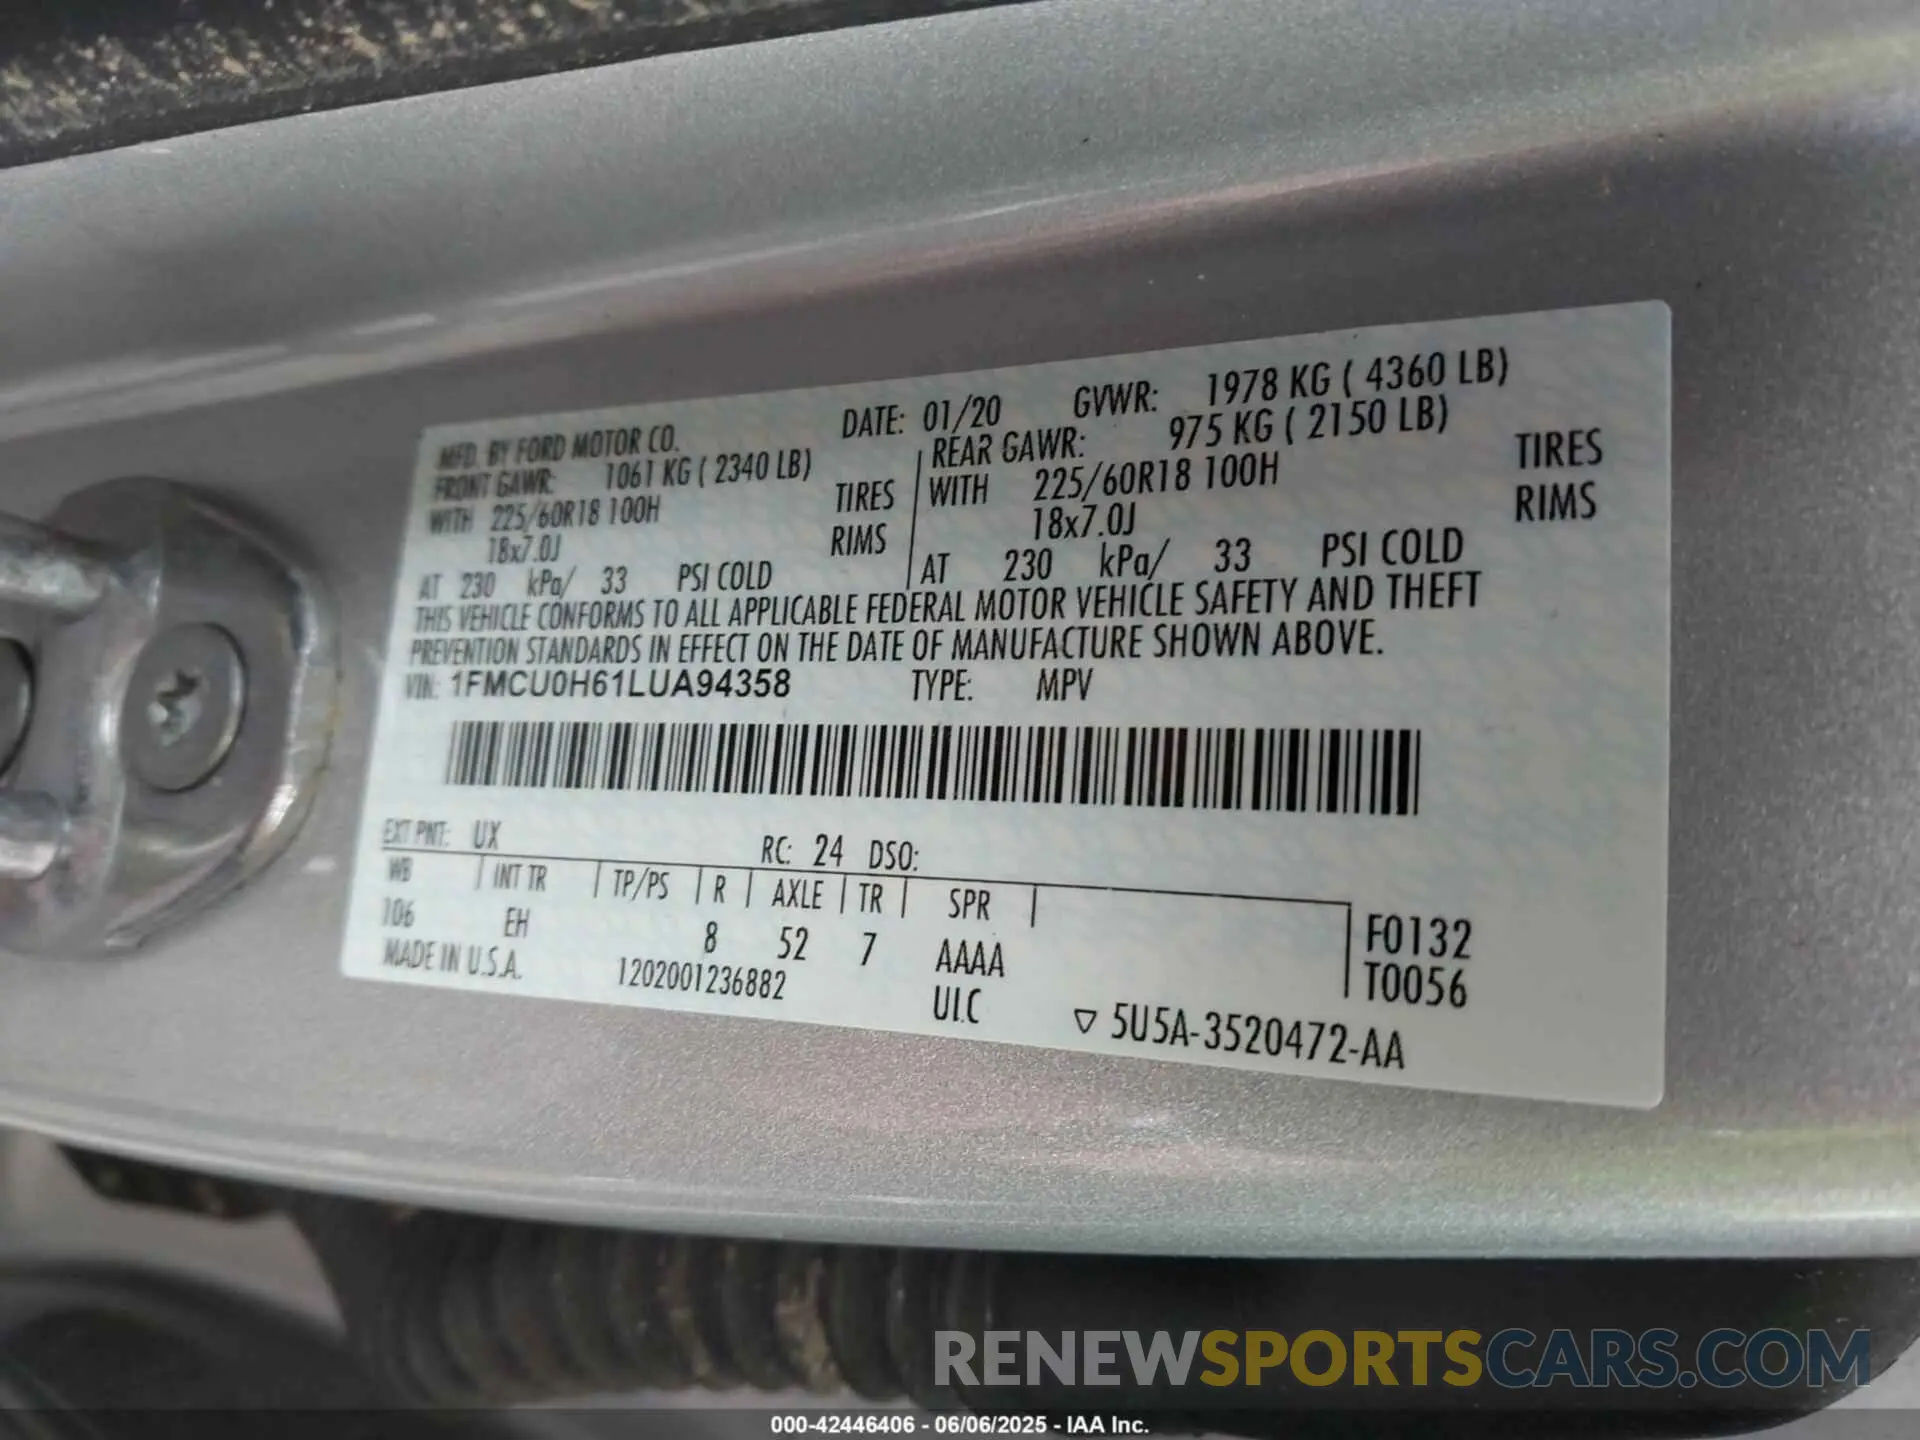 MFD. BY FORD MOTOR CO. DATE: 01/20 GVWR: 1978 KG ( 4360 LB)
FRONT GAWR: 1061 KG ( 2340 LB) REAR GAWR: 975 KG ( 2150 LB)
WITH 225/60R18 100H TIRES WITH 225/60R18 100H TIRES
18x7.0J RIMS 18x7.0J RIMS
AT 230 kPa/ 33 PSI COLD AT 230 kPa/ 33 PSI COLD
THIS VEHICLE CONFORMS TO ALL APPLICABLE FEDERAL MOTOR VEHICLE SAFETY AND THEFT
PREVENTION STANDARDS IN EFFECT ON THE DATE OF MANUFACTURE SHOWN ABOVE.
VIN: 1FMCU0H61LUA94358 TYPE: MPV
EXT PNT: UX RC: 24 DSO:
WB INT TR TP/PS R AXLE TR SPR
106 EH 8 52 7 AAAA F0132
MADE IN U.S.A. 1202001236882 T0056
UI.C ▽ 5U5A-3520472-AA
RENEWSPORTSCARS.COM
000-42446406 - 06/06/2025 - IAA Inc.